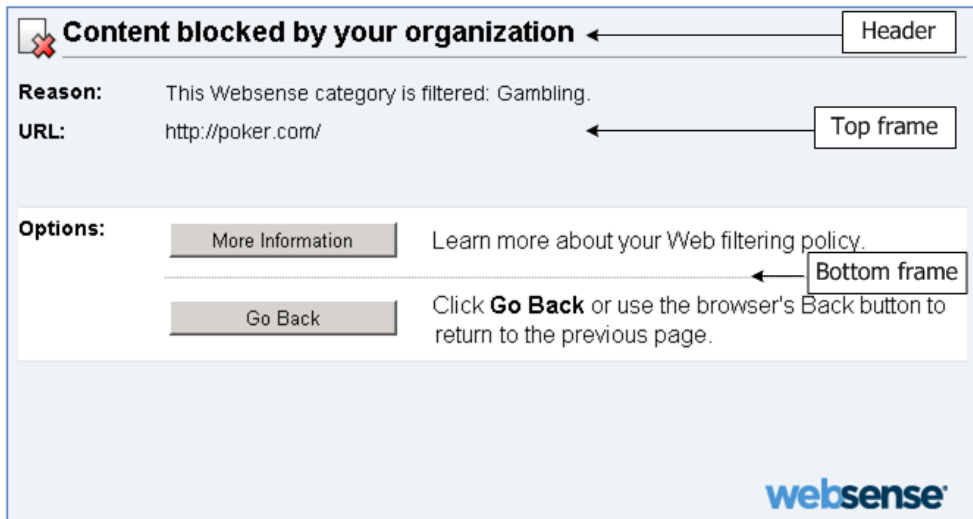 Content blocked by your organization
Header
Reason: This Websense category is filtered: Gambling.
URL: http://poker.com/
Top frame
Options:
More Information Learn more about your Web filtering policy.
Bottom frame
Go Back Click Go Back or use the browser's Back button to
return to the previous page.
websense